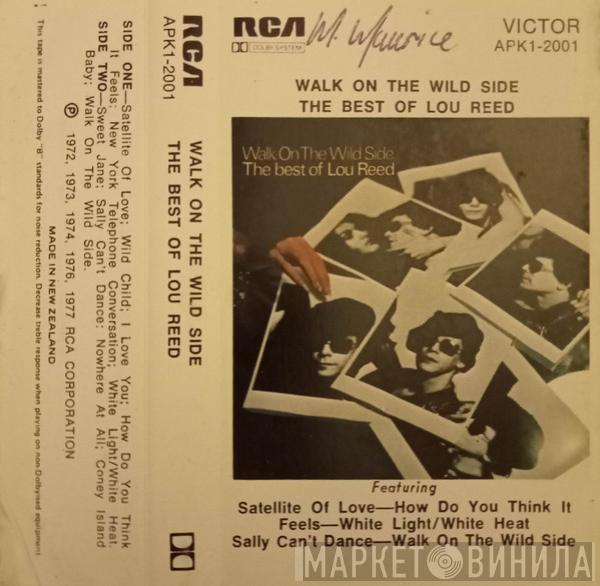 This tape is mastered to Dolby "B" standards for noise reduction. Decrease treble response when playing on non-Dolbyised equipment
MADE IN NEW ZEALAND
SIDE ONE—Satellite Of Love; Wild Child; I Love You; How Do You Think
It Feels; New York Telephone Conversation; White Light/White Heat.
SIDE TWO—Sweet Jane; Sally Can't Dance; Nowhere At All; Coney Island
Baby; Walk On The Wild Side.
Ⓟ 1972, 1973, 1974, 1976, 1977 RCA CORPORATION
RCA
APK1-2001
WALK ON THE WILD SIDE
THE BEST OF LOU REED
RCA
DOLBY SYSTEM
M. Maurice
VICTOR
APK1-2001
WALK ON THE WILD SIDE
THE BEST OF LOU REED
Walk On The Wild Side
The best of Lou Reed
Featuring
Satellite Of Love—How Do You Think It
Feels—White Light/White Heat
Sally Can't Dance—Walk On The Wild Side
МАРКЕТ ВИНИЛА